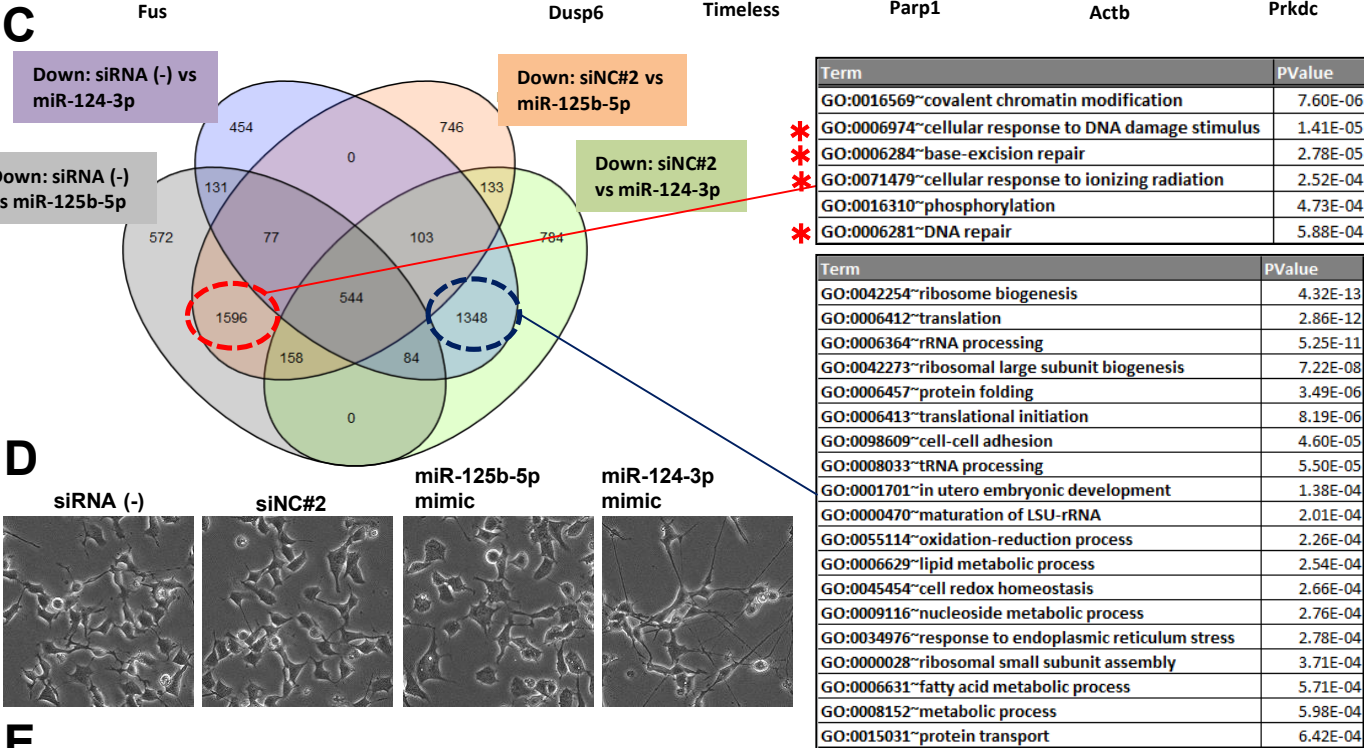 Fus
Dusp6
Timeless
Parp1
Actb
Prkdc
C
Down: siRNA (-) vs
miR-124-3p
Down: siNC#2 vs
miR-125b-5p
Down: siRNA (-)
vs miR-125b-5p
Down: siNC#2
vs miR-124-3p
454
746
0
131
133
572
77
103
784
544
1596
1348
158
84
0
Term PValue
GO:0016569~covalent chromatin modification 7.60E-06
* GO:0006974~cellular response to DNA damage stimulus 1.41E-05
* GO:0006284~base-excision repair 2.78E-05
* GO:0071479~cellular response to ionizing radiation 2.52E-04
GO:0016310~phosphorylation 4.73E-04
* GO:0006281~DNA repair 5.88E-04
Term PValue
GO:0042254~ribosome biogenesis 4.32E-13
GO:0006412~translation 2.86E-12
GO:0006364~rRNA processing 5.25E-11
GO:0042273~ribosomal large subunit biogenesis 7.22E-08
GO:0006457~protein folding 3.49E-06
GO:0006413~translational initiation 8.19E-06
GO:0098609~cell-cell adhesion 4.60E-05
GO:0008033~tRNA processing 5.50E-05
GO:0001701~in utero embryonic development 1.38E-04
GO:0000470~maturation of LSU-rRNA 2.01E-04
GO:0055114~oxidation-reduction process 2.26E-04
GO:0006629~lipid metabolic process 2.54E-04
GO:0045454~cell redox homeostasis 2.66E-04
GO:0009116~nucleoside metabolic process 2.76E-04
GO:0034976~response to endoplasmic reticulum stress 2.78E-04
GO:0000028~ribosomal small subunit assembly 3.71E-04
GO:0006631~fatty acid metabolic process 5.71E-04
GO:0008152~metabolic process 5.98E-04
GO:0015031~protein transport 6.42E-04
D
siRNA (-)
siNC#2
miR-125b-5p
mimic
miR-124-3p
mimic
E